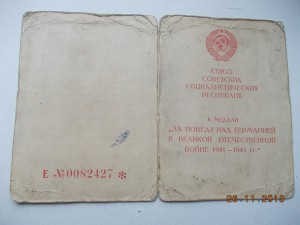 Е №0082427 *
СОЮЗ
СОВЕТСКИХ
СОЦИАЛИСТИЧЕСКИХ
РЕСПУБЛИК
К МЕДАЛИ
„ЗА ПОБЕДУ НАД ГЕРМАНИЕЙ
В ВЕЛИКОЙ ОТЕЧЕСТВЕННОЙ
ВОЙНЕ 1941—1945 гг."